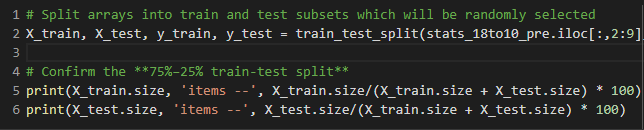 1 # Split arrays into train and test subsets which will be randomly selected
2 X_train, X_test, y_train, y_test = train_test_split(stats_18to10_pre.iloc[:,2:9]
3
4 # Confirm the **75%-25% train-test split**
5 print(X_train.size, 'items --', X_train.size/(X_train.size + X_test.size) * 100)
6 print(X_test.size, 'items --', X_test.size/(X_train.size + X_test.size) * 100)